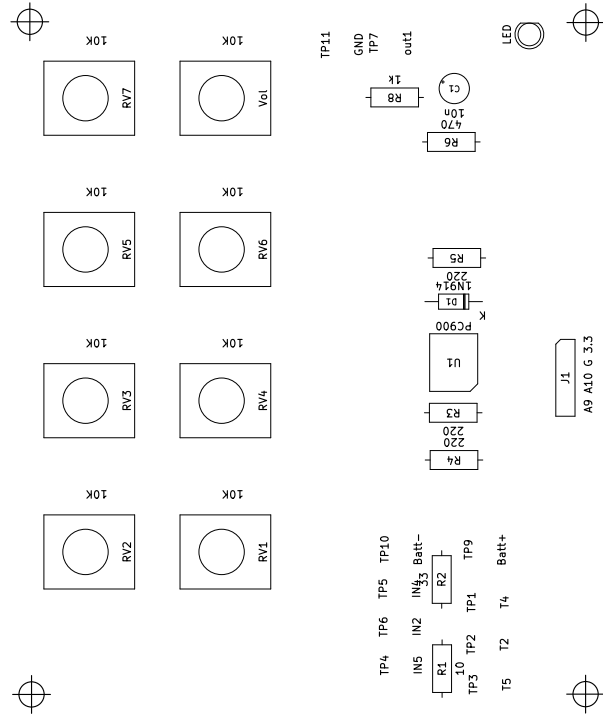 LED
TP11
GND
TP7
out1
10K
10K
RV7
Vol
1k
R8
C1
10n
470
R6
10K
10K
RV5
RV6
R5
220
1N914
D1
K
PC900
U1
10K
10K
RV3
RV4
R3
220
220
R4
J1
A9 A10 G 3.3
10K
10K
RV2
RV1
TP10
Batt-
TP9
Batt+
TP5
IN4
33
R2
TP1
T4
TP6
IN2
TP2
T2
TP4
IN5
R1
10
TP3
T5